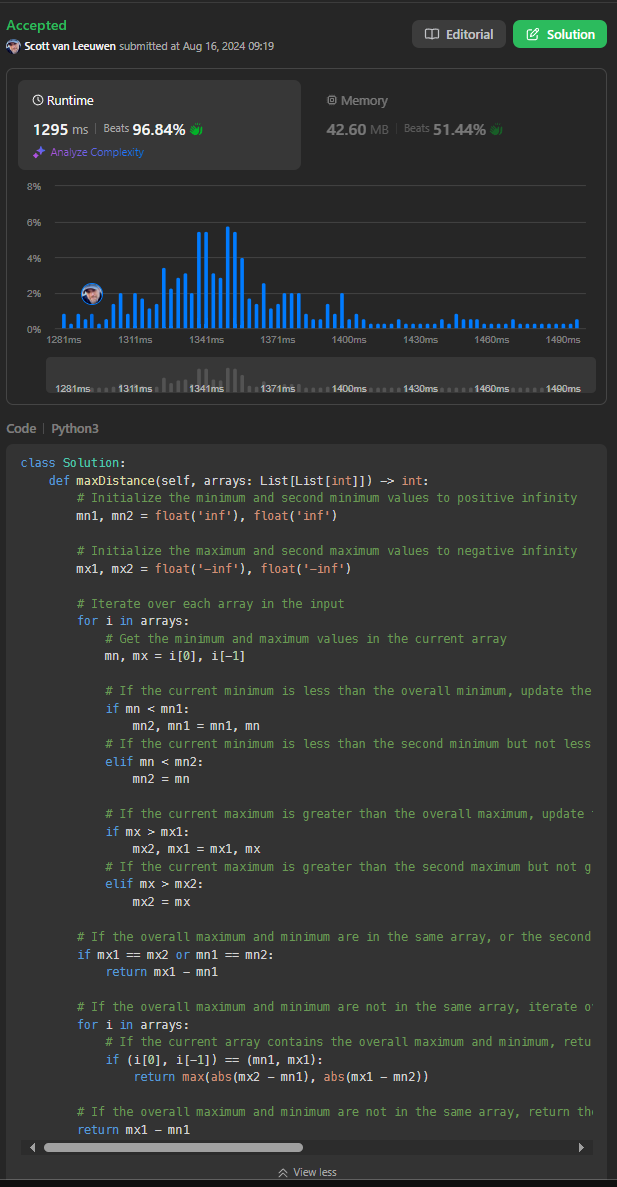 Accepted
Scott van Leeuwen submitted at Aug 16, 2024 09:19
Editorial
Solution
Runtime
1295 ms | Beats 96.84%
Analyze Complexity
Memory
42.60 MB | Beats 51.44%
8%
6%
4%
2%
0%
1281ms 1311ms 1341ms 1371ms 1400ms 1430ms 1460ms 1490ms
1281ms 1311ms 1341ms 1371ms 1400ms 1430ms 1460ms 1490ms
Code | Python3
class Solution:
    def maxDistance(self, arrays: List[List[int]]) -> int:
        # Initialize the minimum and second minimum values to positive infinity
        mn1, mn2 = float('inf'), float('inf')

        # Initialize the maximum and second maximum values to negative infinity
        mx1, mx2 = float('-inf'), float('-inf')

        # Iterate over each array in the input
        for i in arrays:
            # Get the minimum and maximum values in the current array
            mn, mx = i[0], i[-1]

            # If the current minimum is less than the overall minimum, update the
            if mn < mn1:
                mn2, mn1 = mn1, mn
            # If the current minimum is less than the second minimum but not less
            elif mn < mn2:
                mn2 = mn

            # If the current maximum is greater than the overall maximum, update
            if mx > mx1:
                mx2, mx1 = mx1, mx
            # If the current maximum is greater than the second maximum but not g
            elif mx > mx2:
                mx2 = mx

        # If the overall maximum and minimum are in the same array, or the second
        if mx1 == mx2 or mn1 == mn2:
            return mx1 - mn1

        # If the overall maximum and minimum are not in the same array, iterate o
        for i in arrays:
            # If the current array contains the overall maximum and minimum, retu
            if (i[0], i[-1]) == (mn1, mx1):
                return max(abs(mx2 - mn1), abs(mx1 - mn2))

        # If the overall maximum and minimum are not in the same array, return the
        return mx1 - mn1
View less